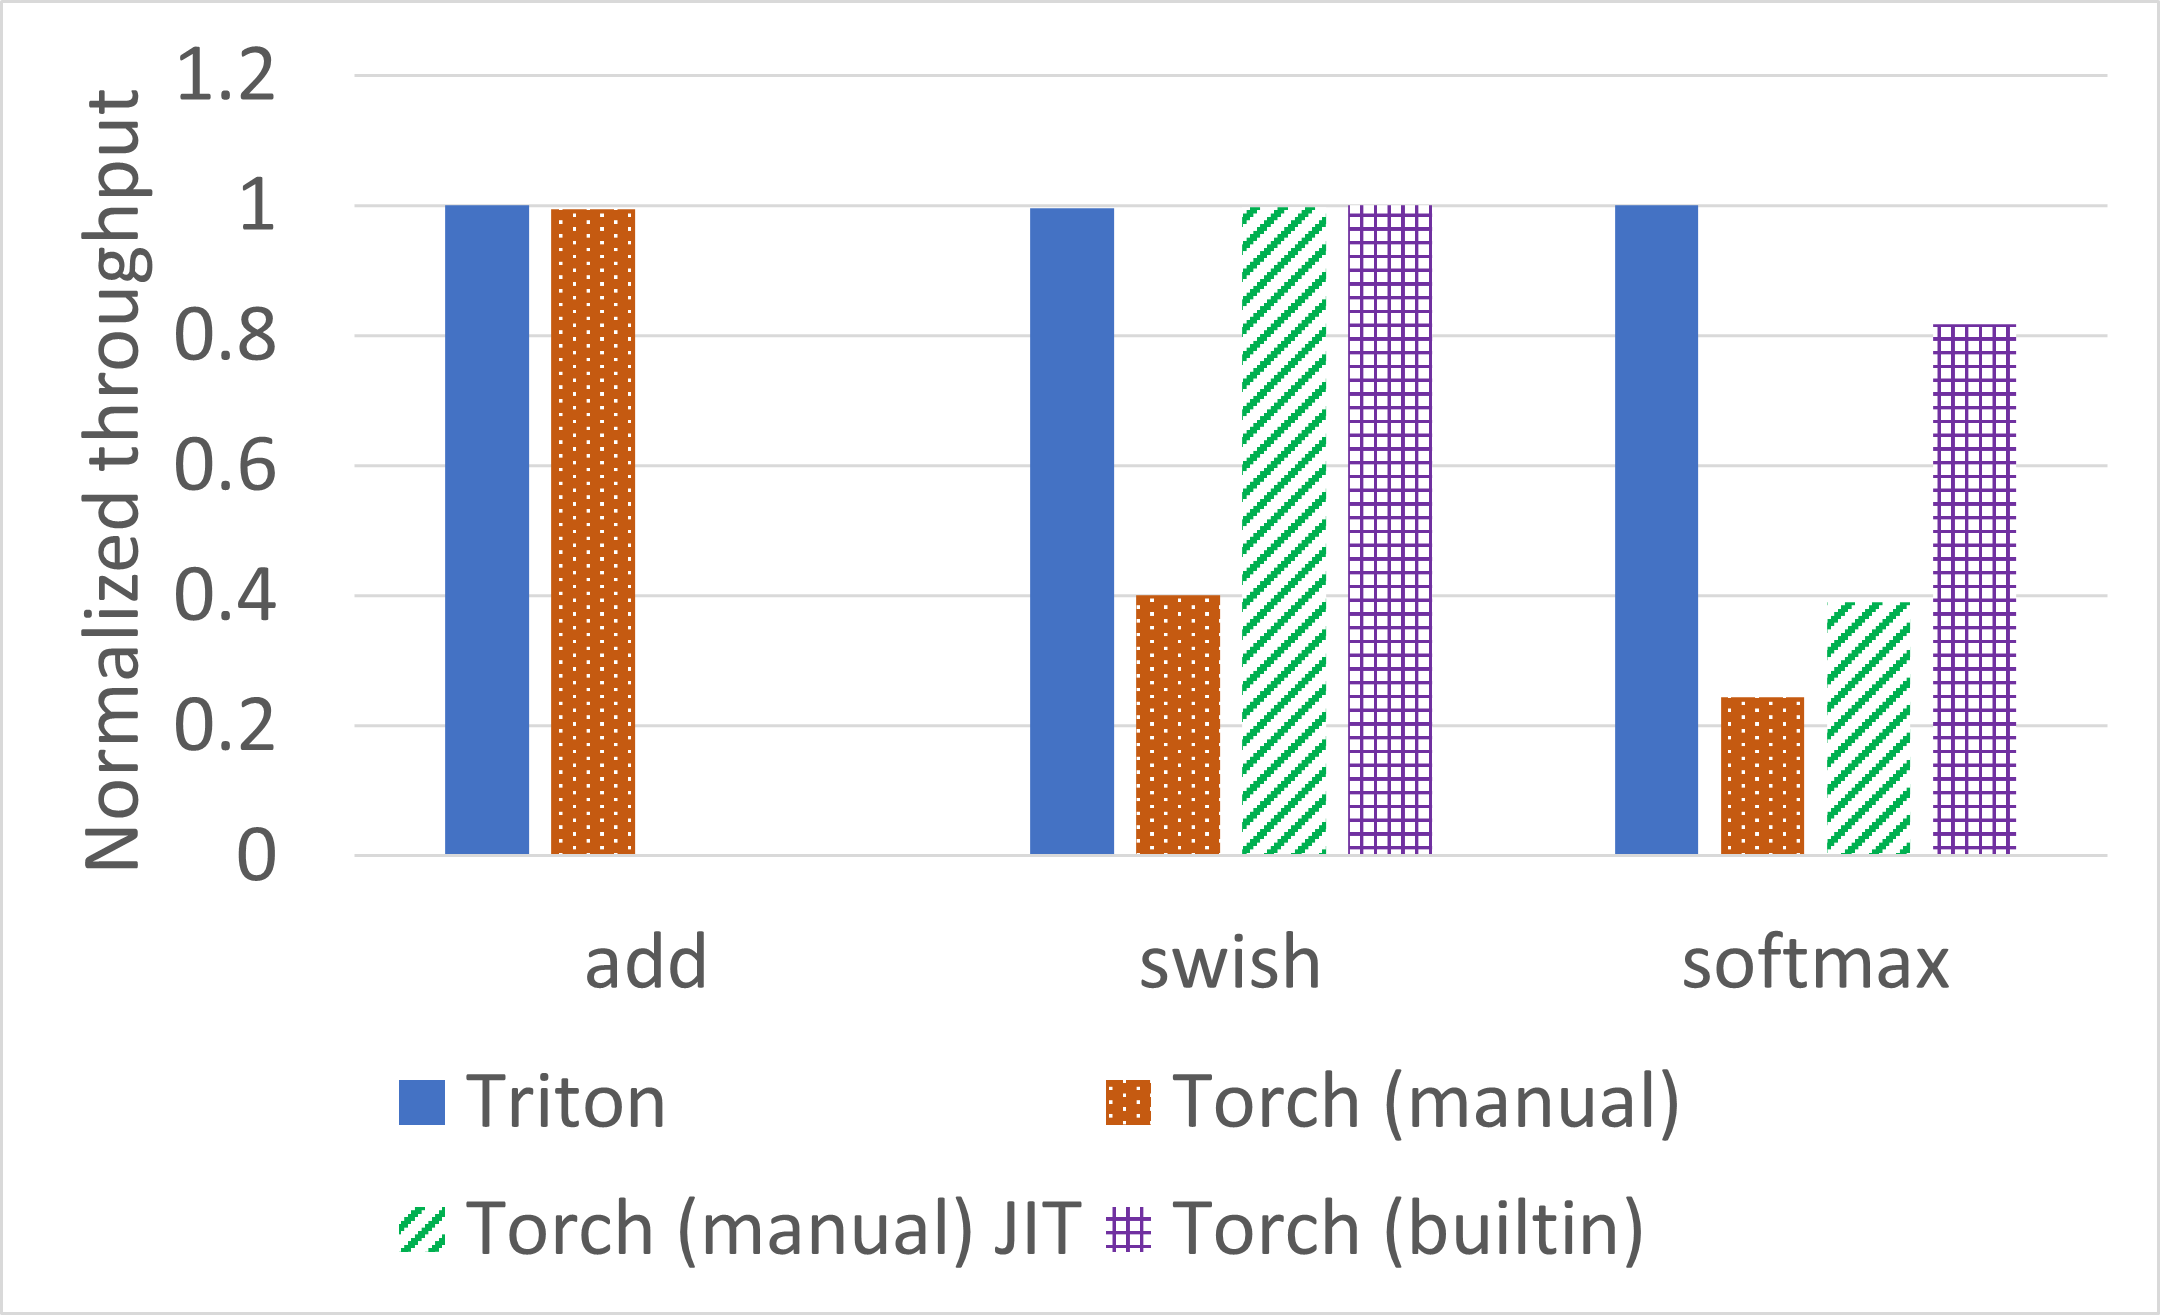 Normalized throughput
1.2
1
0.8
0.6
0.4
0.2
0
add swish softmax
Triton Torch (manual)
Torch (manual) JIT Torch (builtin)